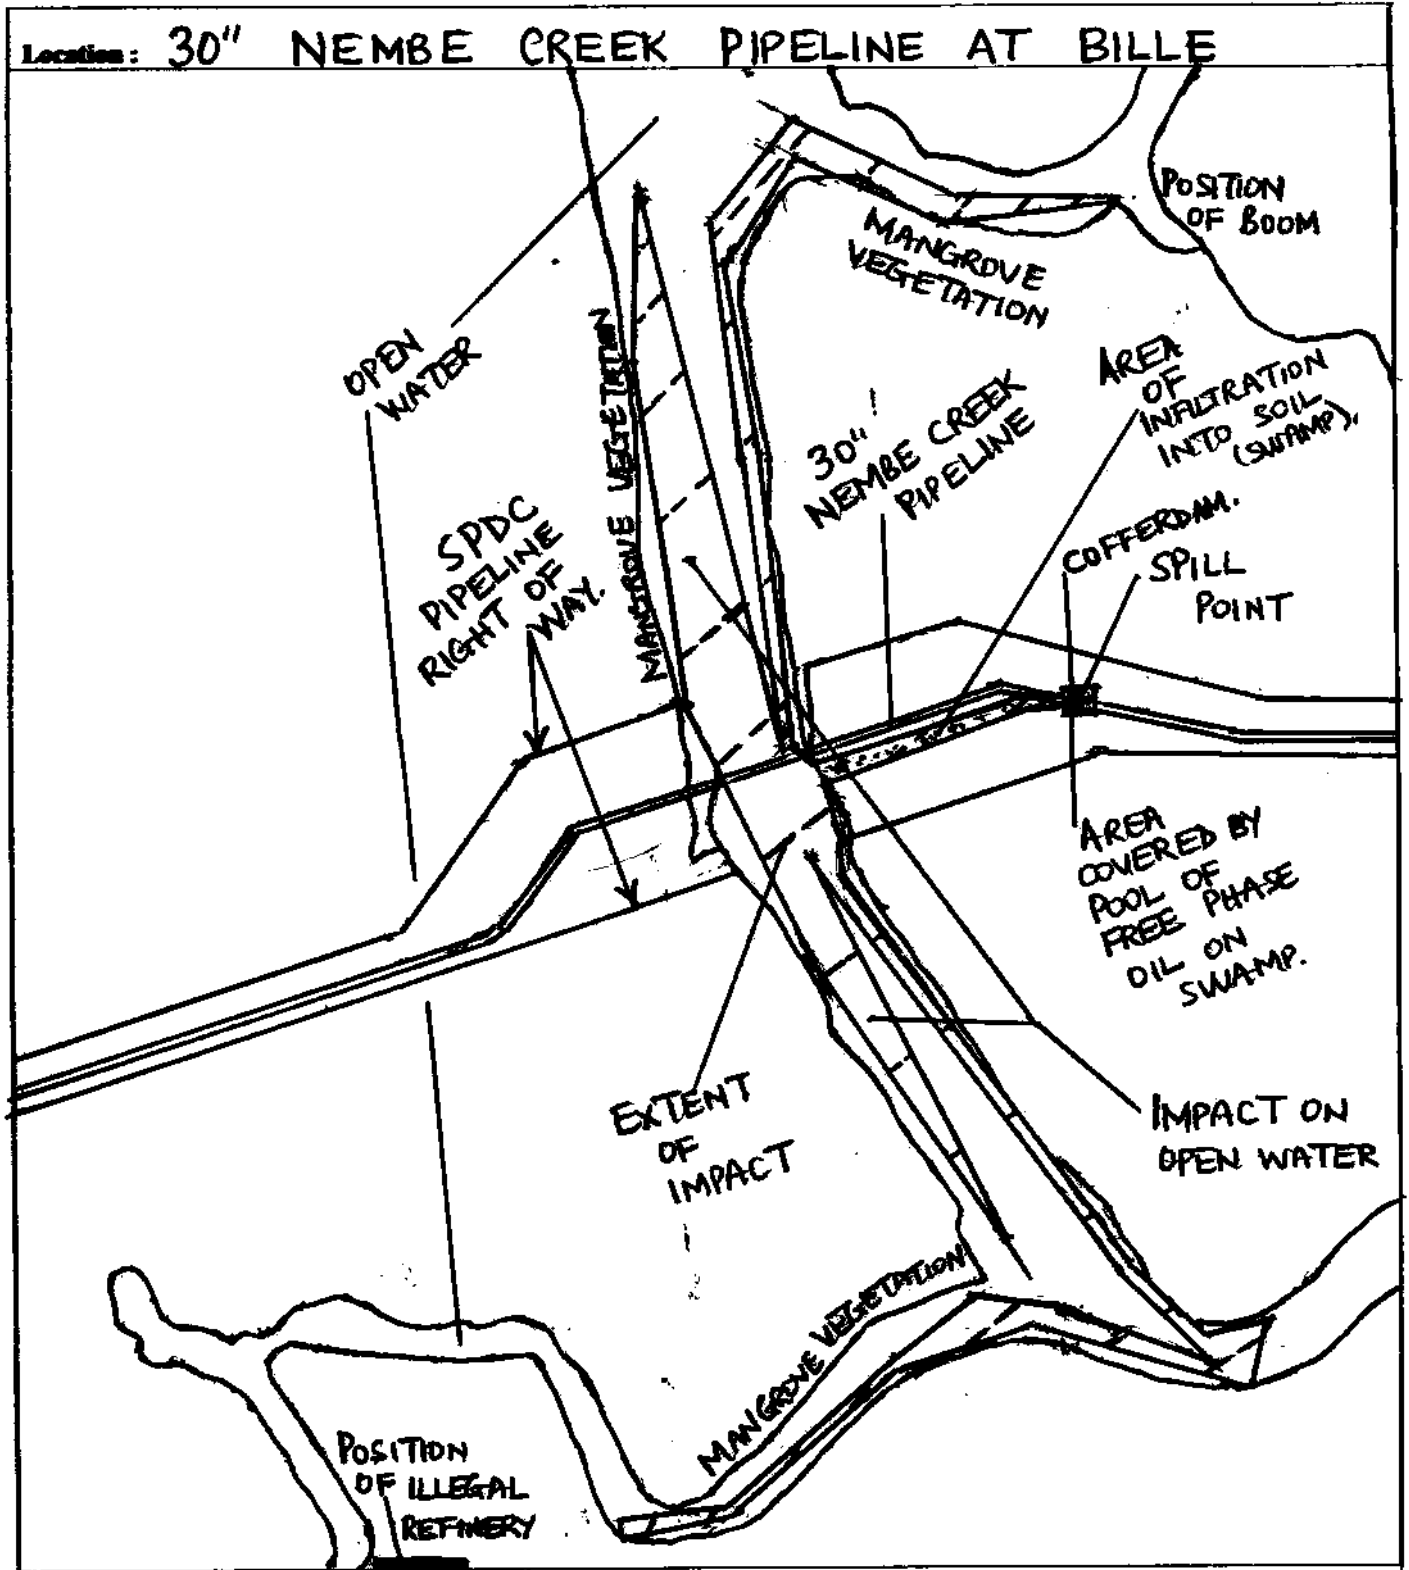 Location: 30" NEMBE CREEK PIPELINE AT BILLE
POSITION
OF BOOM
MANGROVE
VEGETATION
OPEN
WATER
MANGROVE VEGETATION
AREA
OF
INFILTRATION
INTO SOIL
(SWAMP).
30"
NEMBE CREEK
PIPELINE
SPDC
PIPELINE
RIGHT OF
WAY.
COFFERDAM.
SPILL
POINT
AREA
COVERED BY
POOL OF
FREE PHASE
OIL ON
SWAMP.
EXTENT
OF
IMPACT
IMPACT ON
OPEN WATER
MANGROVE VEGETATION
POSITION
OF ILLEGAL
REFINERY